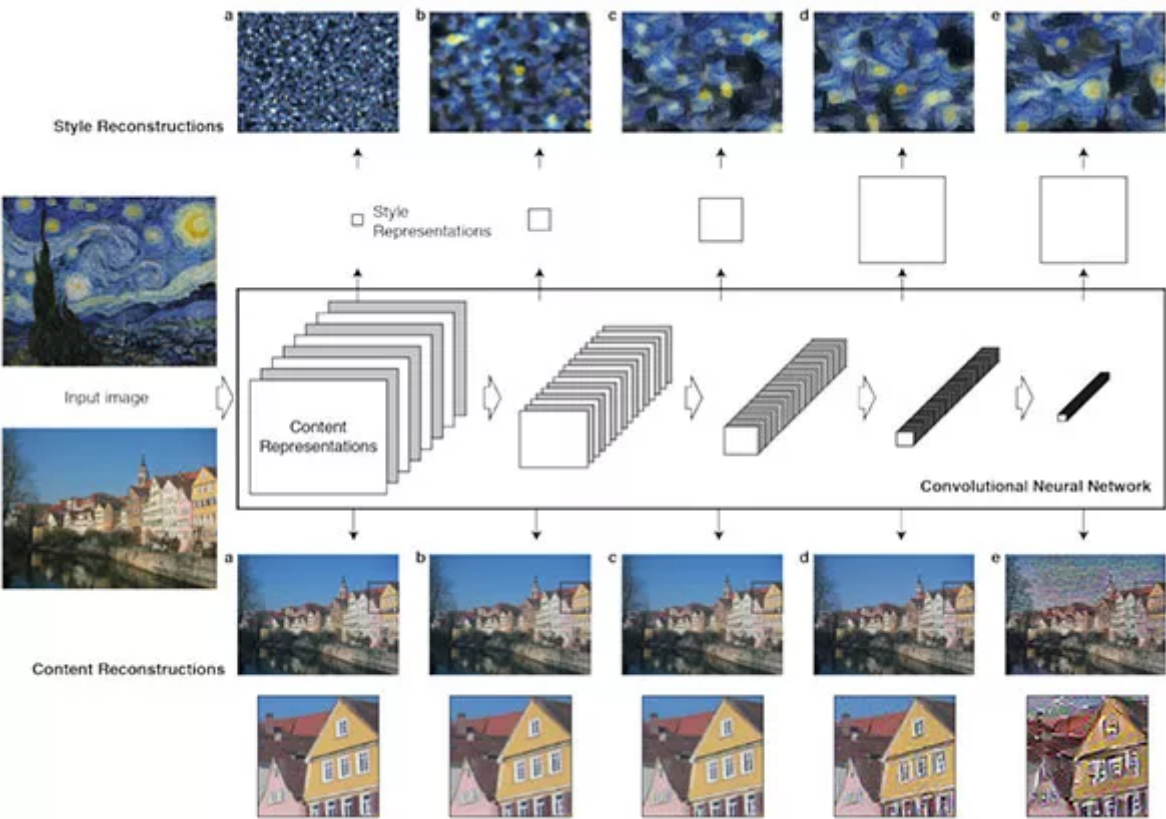 a
b
c
d
e
Style Reconstructions
Style
Representations
Input image
Content
Representations
Convolutional Neural Network
a
b
c
d
e
Content Reconstructions